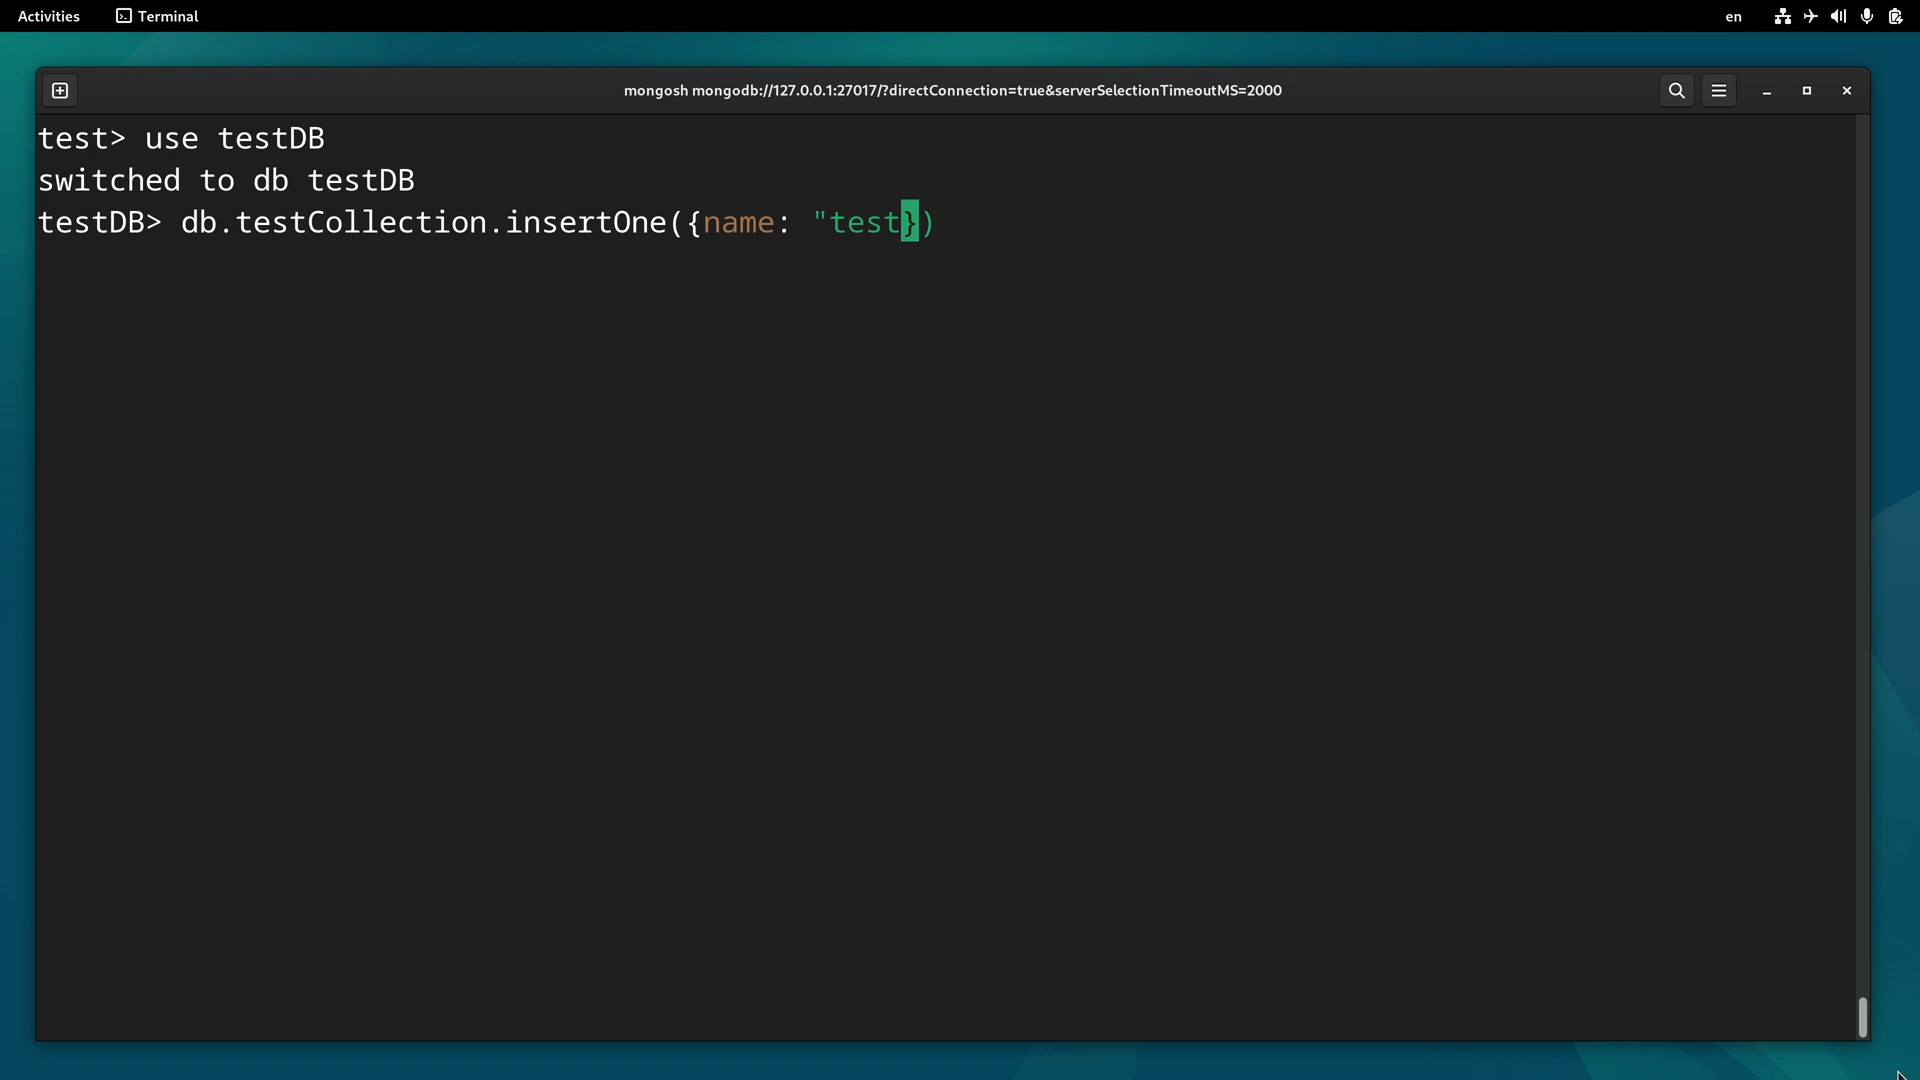 Activities Terminal en
mongosh mongodb://127.0.0.1:27017/?directConnection=true&serverSelectionTimeoutMS=2000
test> use testDB
switched to db testDB
testDB> db.testCollection.insertOne({name: "test})